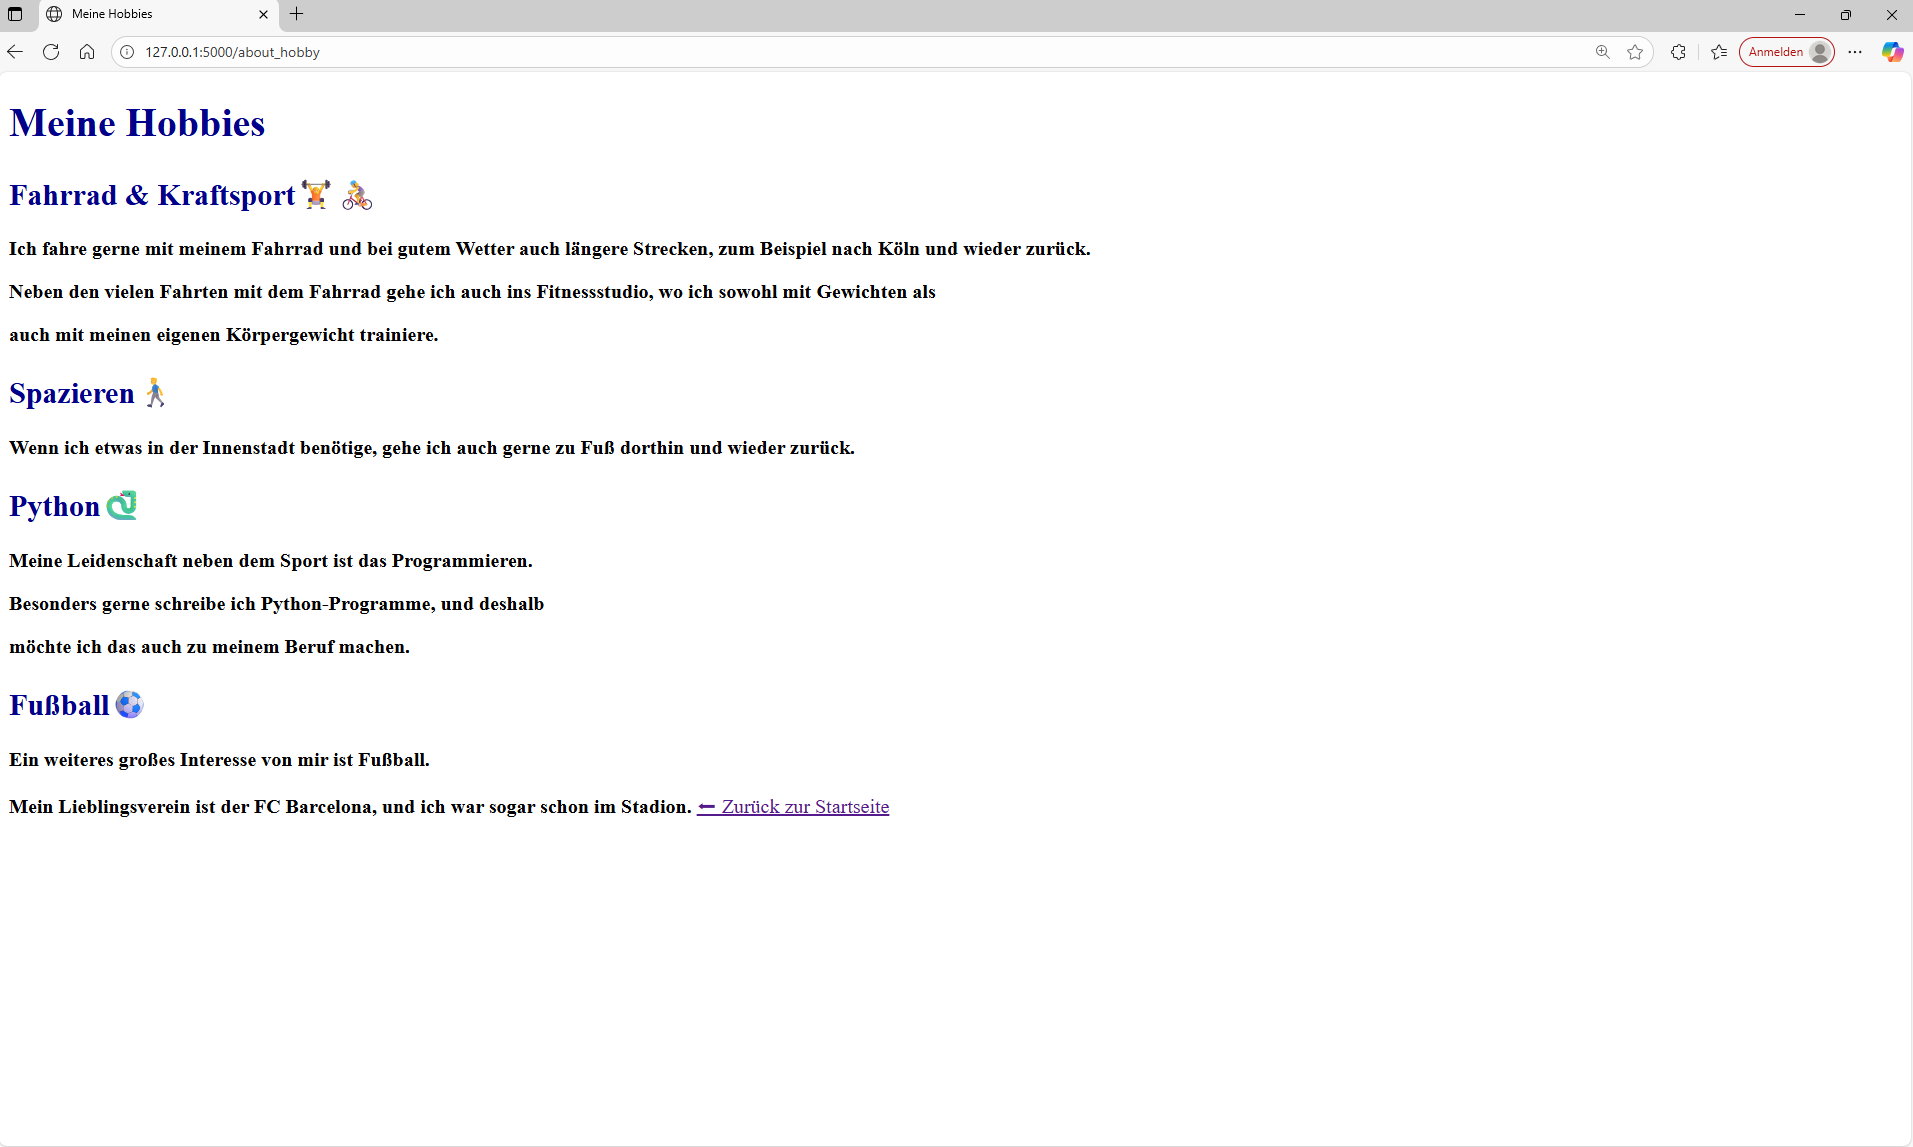 Meine Hobbies
127.0.0.1:5000/about_hobby
Anmelden
Meine Hobbies
Fahrrad & Kraftsport
Ich fahre gerne mit meinem Fahrrad und bei gutem Wetter auch längere Strecken, zum Beispiel nach Köln und wieder zurück.
Neben den vielen Fahrten mit dem Fahrrad gehe ich auch ins Fitnessstudio, wo ich sowohl mit Gewichten als
auch mit meinen eigenen Körpergewicht trainiere.
Spazieren
Wenn ich etwas in der Innenstadt benötige, gehe ich auch gerne zu Fuß dorthin und wieder zurück.
Python
Meine Leidenschaft neben dem Sport ist das Programmieren.
Besonders gerne schreibe ich Python-Programme, und deshalb
möchte ich das auch zu meinem Beruf machen.
Fußball
Ein weiteres großes Interesse von mir ist Fußball.
Mein Lieblingsverein ist der FC Barcelona, und ich war sogar schon im Stadion. ⬅ Zurück zur Startseite